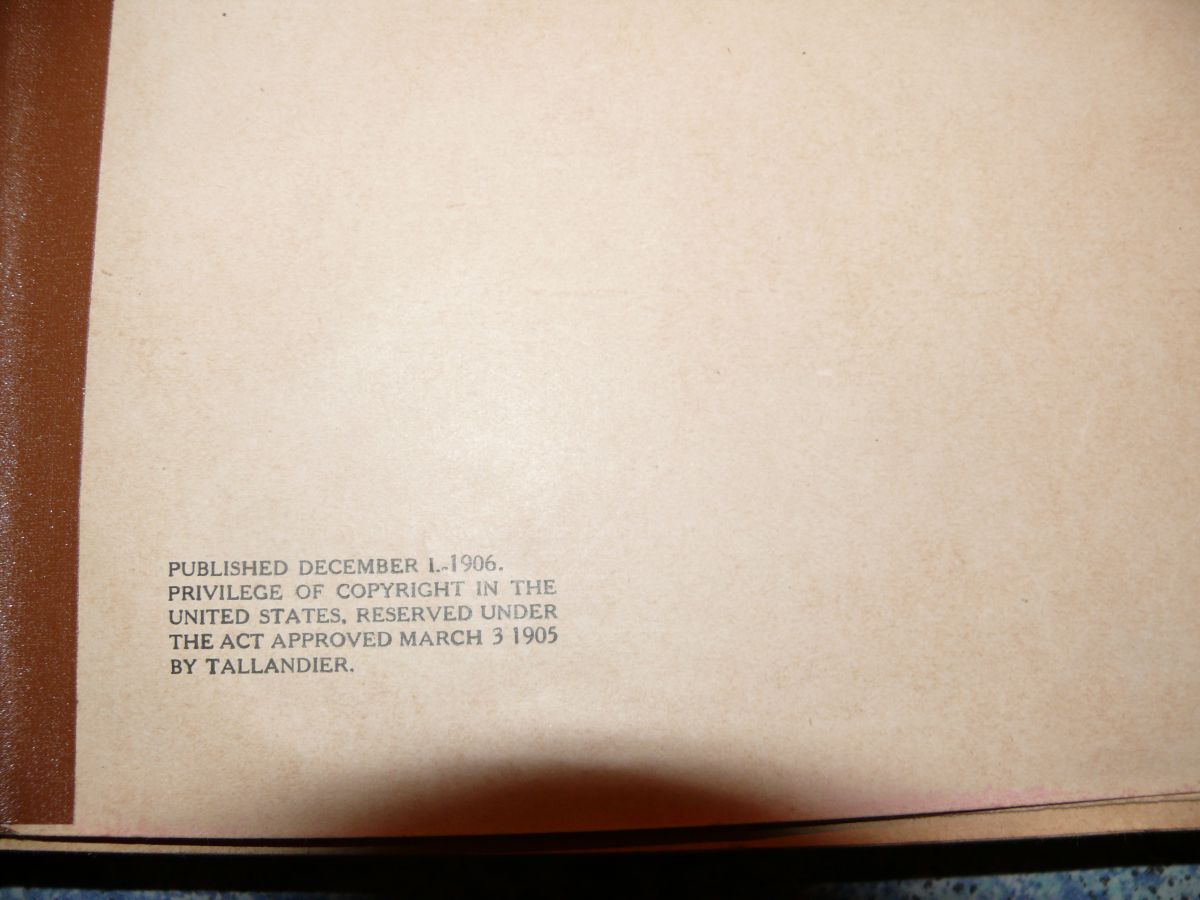 PUBLISHED DECEMBER 1.-1906.
PRIVILEGE OF COPYRIGHT IN THE
UNITED STATES, RESERVED UNDER
THE ACT APPROVED MARCH 3 1905
BY TALLANDIER.